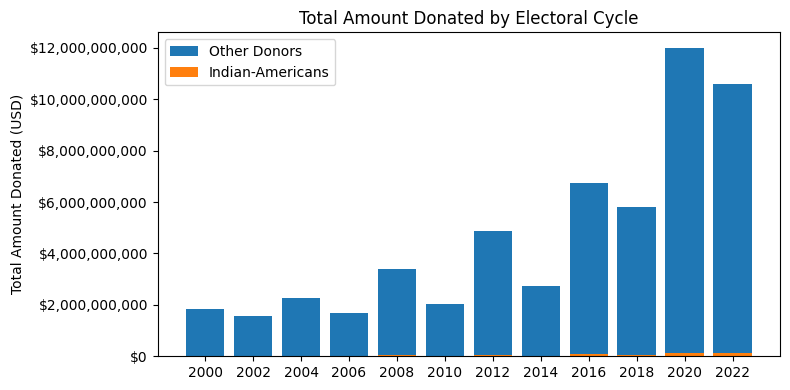 Total Amount Donated by Electoral Cycle
Other Donors
Indian-Americans
Total Amount Donated (USD)
$12,000,000,000
$10,000,000,000
$8,000,000,000
$6,000,000,000
$4,000,000,000
$2,000,000,000
$0
2000 2002 2004 2006 2008 2010 2012 2014 2016 2018 2020 2022